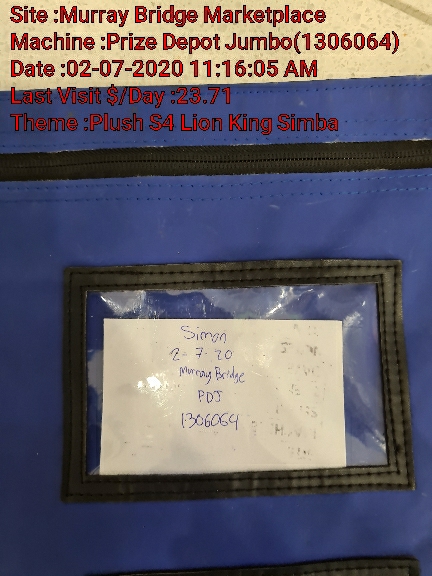 Site :Murray Bridge Marketplace
Machine :Prize Depot Jumbo(1306064)
Date :02-07-2020 11:16:05 AM
Last Visit $/Day :23.71
Theme :Plush S4 Lion King Simba
Simon
2-7-20
Murray Bridge
PDJ
1306064